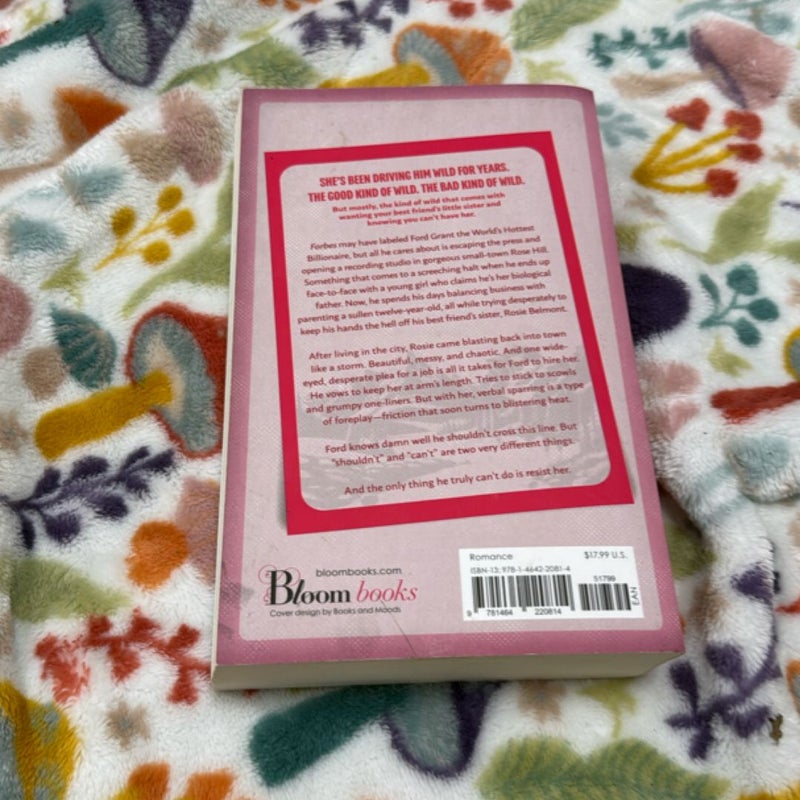 SHE'S BEEN DRIVING HIM WILD FOR YEARS.
THE GOOD KIND OF WILD. THE BAD KIND OF WILD.
But mostly, the kind of wild that comes with
wanting your best friend's little sister and
knowing you can't have her.
Forbes may have labeled Ford Grant the World's Hottest
Billionaire, but all he cares about is escaping the press and
opening a recording studio in gorgeous small-town Rose Hill.
Something that comes to a screeching halt when he ends up
face-to-face with a young girl who claims he's her biological
father. Now, he spends his days balancing business with
parenting a sullen twelve-year-old, all while trying desperately to
keep his hands the hell off his best friend's sister, Rosie Belmont.
After living in the city, Rosie came blasting back into town
like a storm. Beautiful, messy, and chaotic. And one wide-
eyed, desperate plea for a job is all it takes for Ford to hire her.
He vows to keep her at arm's length. Tries to stick to scowls
and grumpy one-liners. But with her, verbal sparring is a type
of foreplay—friction that soon turns to blistering heat.
Ford knows damn well he shouldn't cross this line. But
"shouldn't" and "can't" are two very different things.
And the only thing he truly can't do is resist her.
bloombooks.com
Bloom books
Cover design by Books and Moods
Romance $17.99 U.S.
ISBN-13: 978-1-4642-2081-4
51799
EAN
9 781464 220814